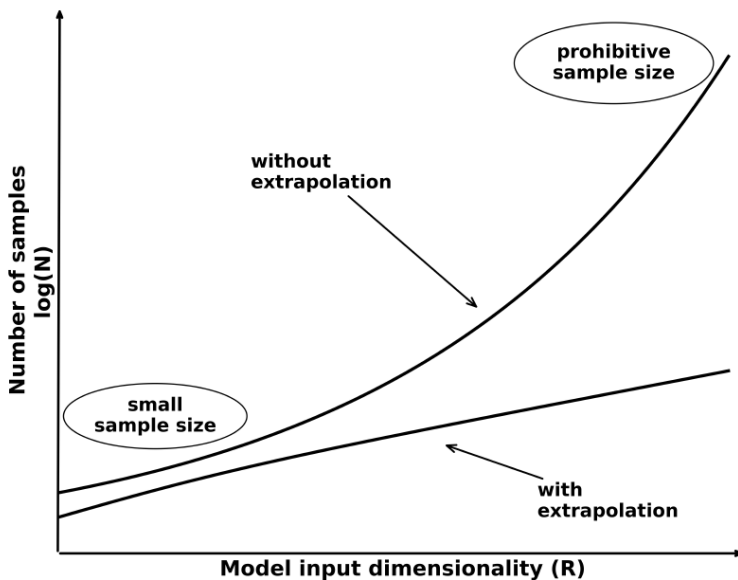 prohibitive
sample size
without
extrapolation
Number of samples
log(N)
small
sample size
with
extrapolation
Model input dimensionality (R)